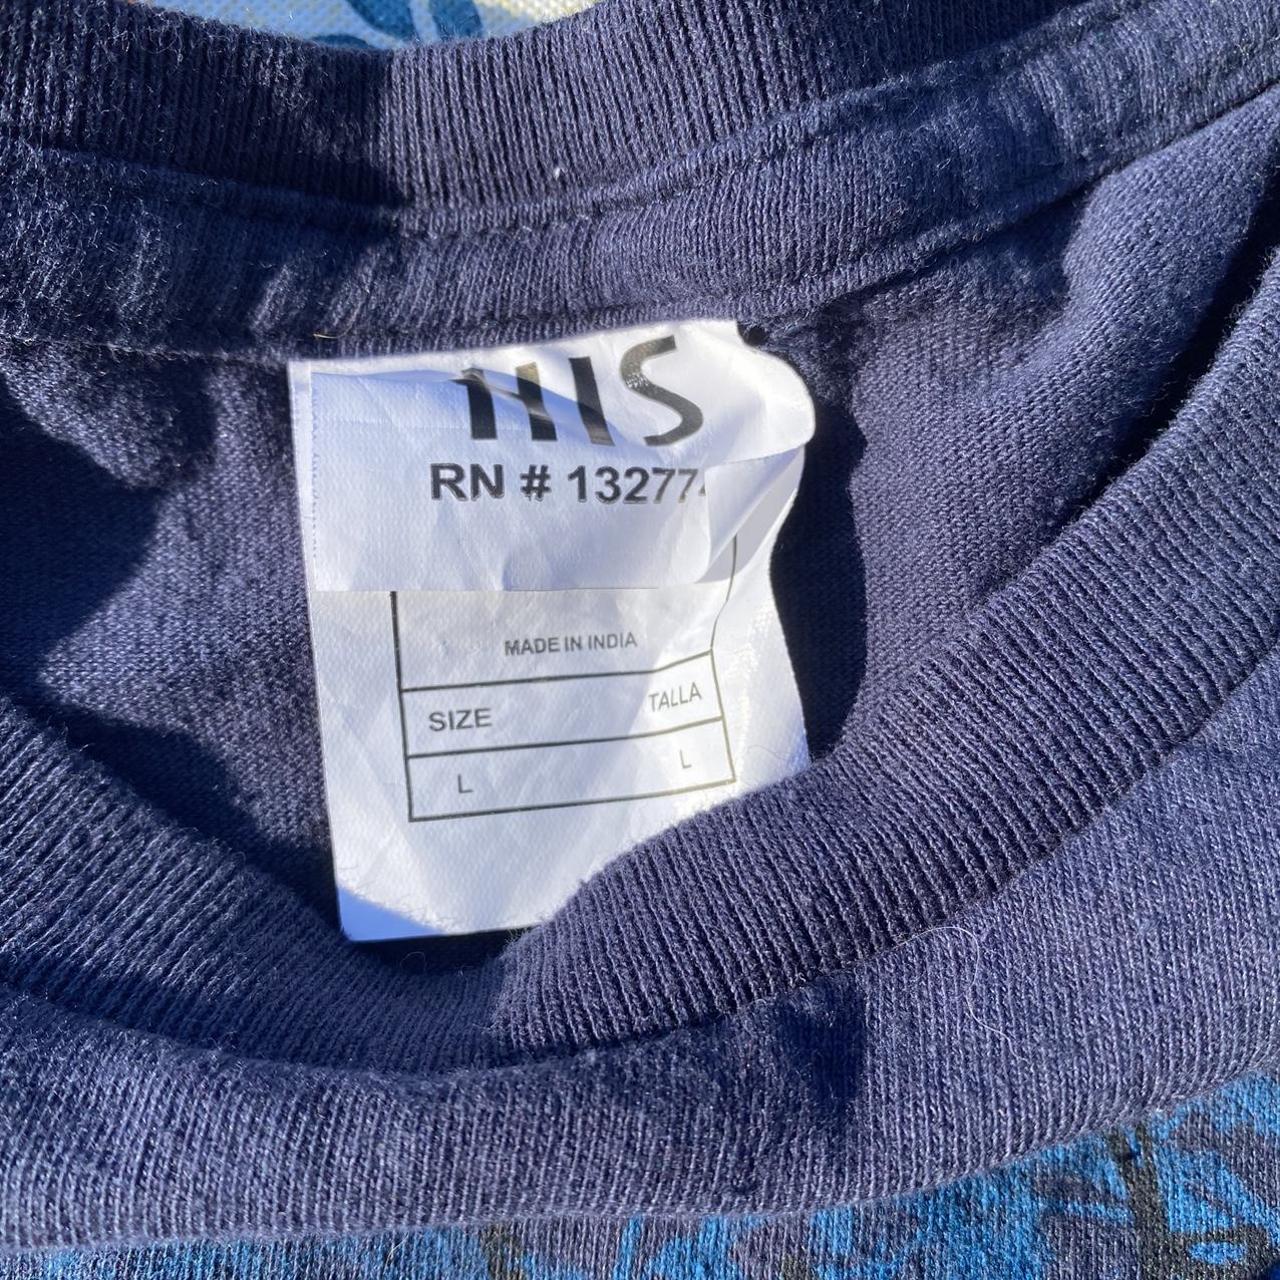 HIS
RN # 13277
MADE IN INDIA
SIZE TALLA
L L